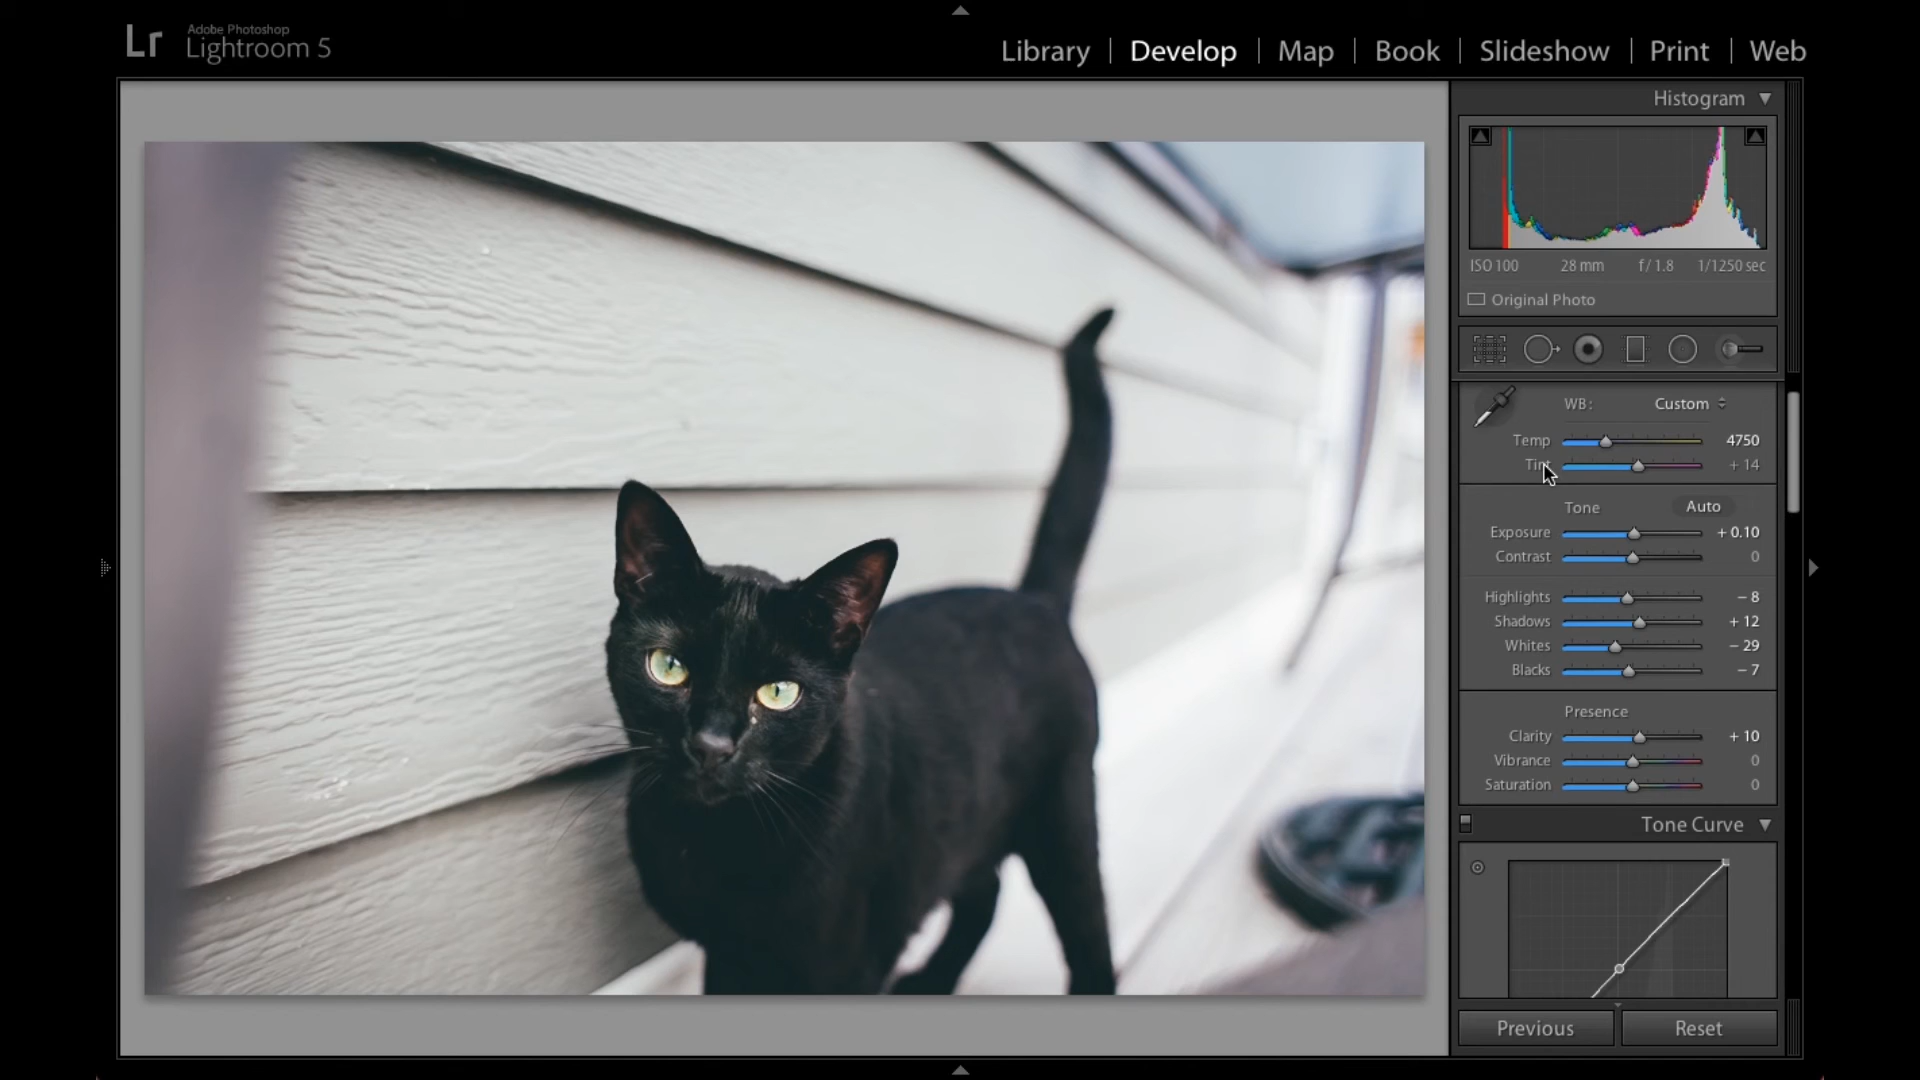 Lr
Adobe Photoshop
Lightroom 5
Library | Develop | Map | Book | Slideshow | Print | Web
Histogram
ISO 100 28 mm f / 1.8 1/1250 sec
Original Photo
WB: Custom
Temp 4750
Tint + 14
Tone Auto
Exposure + 0.10
Contrast 0
Highlights − 8
Shadows + 12
Whites − 29
Blacks − 7
Presence
Clarity + 10
Vibrance 0
Saturation 0
Tone Curve
Previous Reset